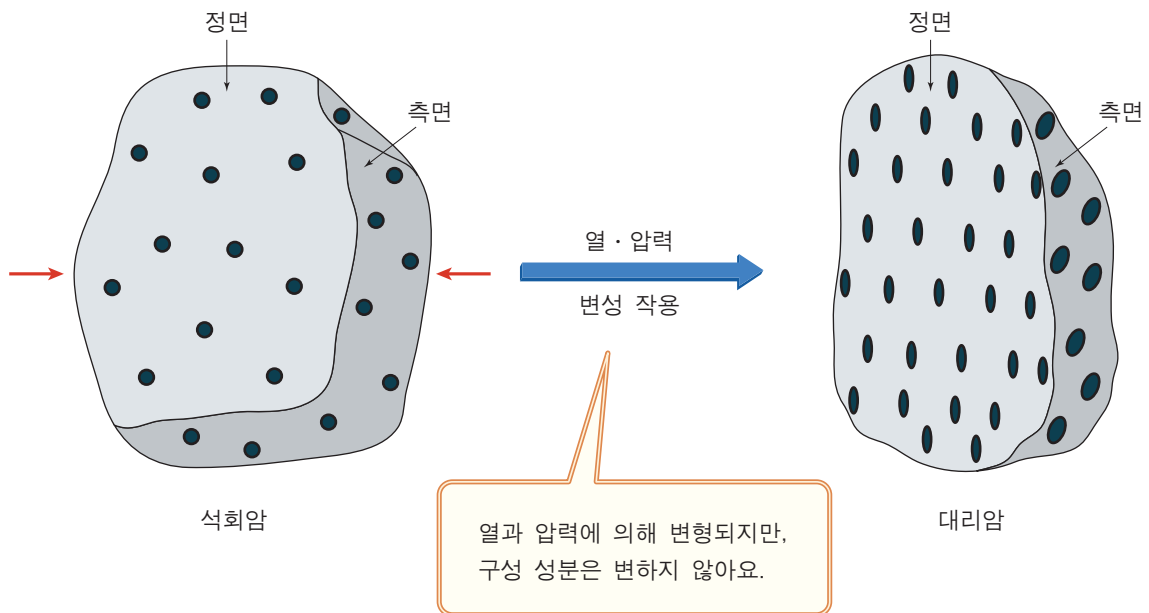 정면
측면
석회암
열 · 압력
변성 작용
열과 압력에 의해 변형되지만,
구성 성분은 변하지 않아요.
정면
측면
대리암